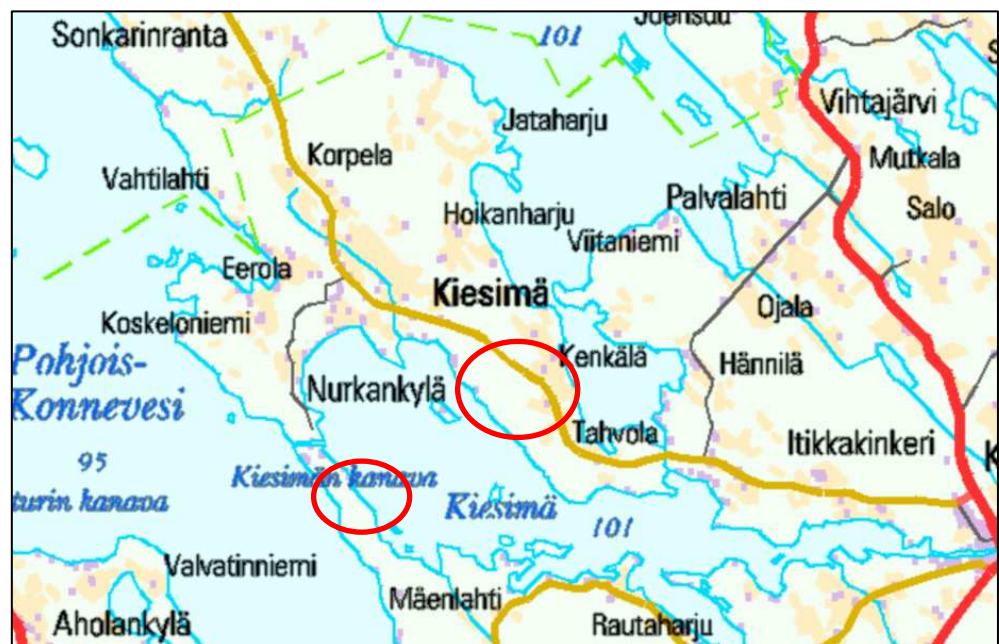 Sonkarinranta
101
Vihtajärvi
Jataharju
Korpela
Mutkala
Vahtilahti
Palvalahti
Salo
Hoikanharju
Viitaniemi
Eerola
Kiesimä
Ojala
Koskeloniemi
Kenkälä
Pohjois-
Konnevesi
Hännilä
Nurkankylä
Tahvola
Itikkakinkeri
95
Kiesimän kanava
turin kanava
Kiesimä
101
Valvatinniemi
Mäenlahti
Aholankylä
Rautaharju